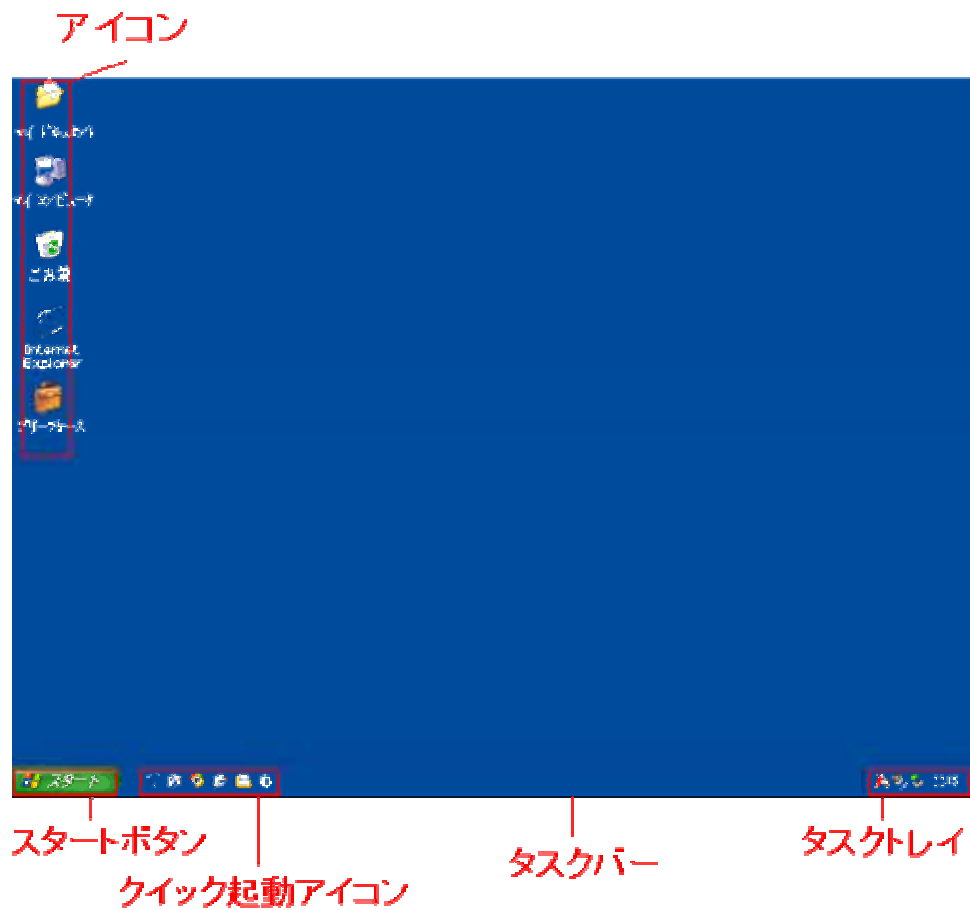 アイコン
マイ ドキュメント
マイ コンピュータ
ごみ箱
Internet
Explorer
ブリーフケース
スタート
スタートボタン
クイック起動アイコン
タスクバー
タスクトレイ